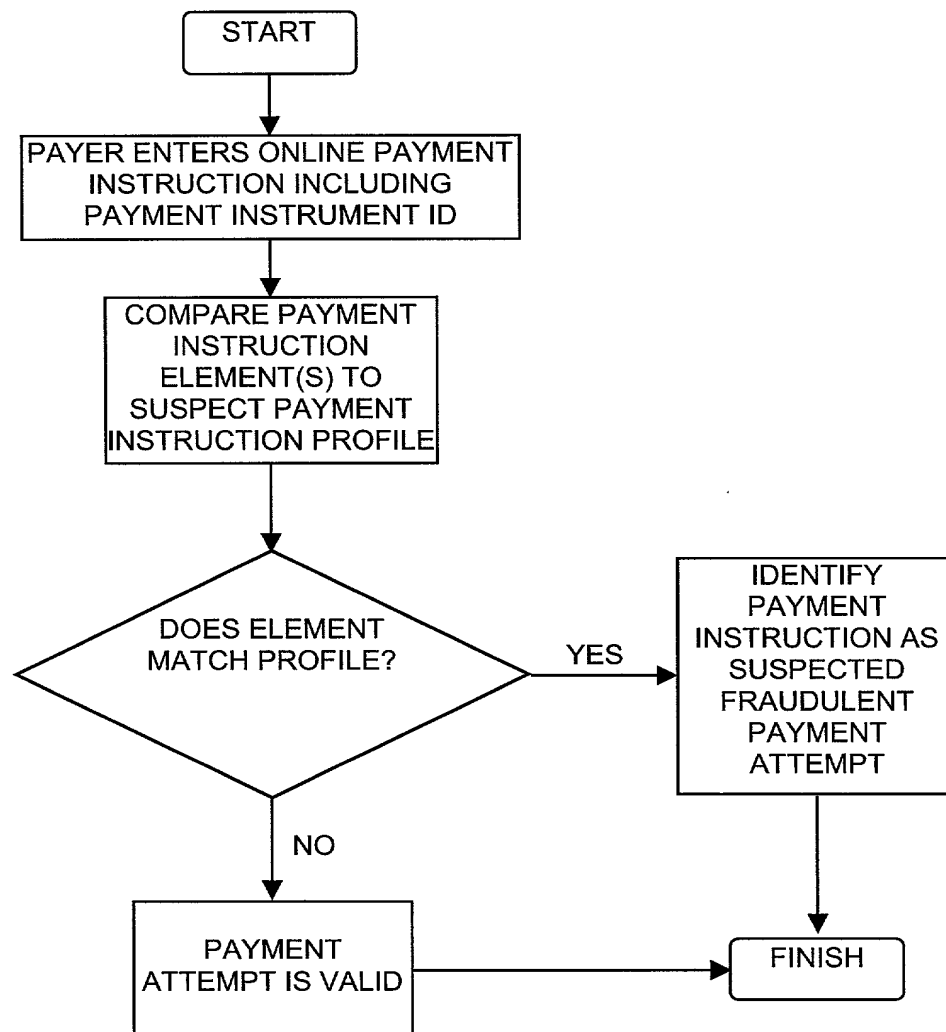 START
PAYER ENTERS ONLINE PAYMENT
INSTRUCTION INCLUDING
PAYMENT INSTRUMENT ID
COMPARE PAYMENT
INSTRUCTION
ELEMENT(S) TO
SUSPECT PAYMENT
INSTRUCTION PROFILE
DOES ELEMENT
MATCH PROFILE?
YES
IDENTIFY
PAYMENT
INSTRUCTION AS
SUSPECTED
FRAUDULENT
PAYMENT
ATTEMPT
NO
PAYMENT
ATTEMPT IS VALID
FINISH